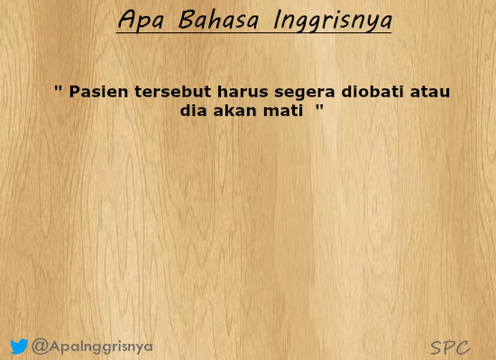 Apa Bahasa Inggrisnya
" Pasien tersebut harus segera diobati atau
dia akan mati "
@ApaInggrisnya
SPC